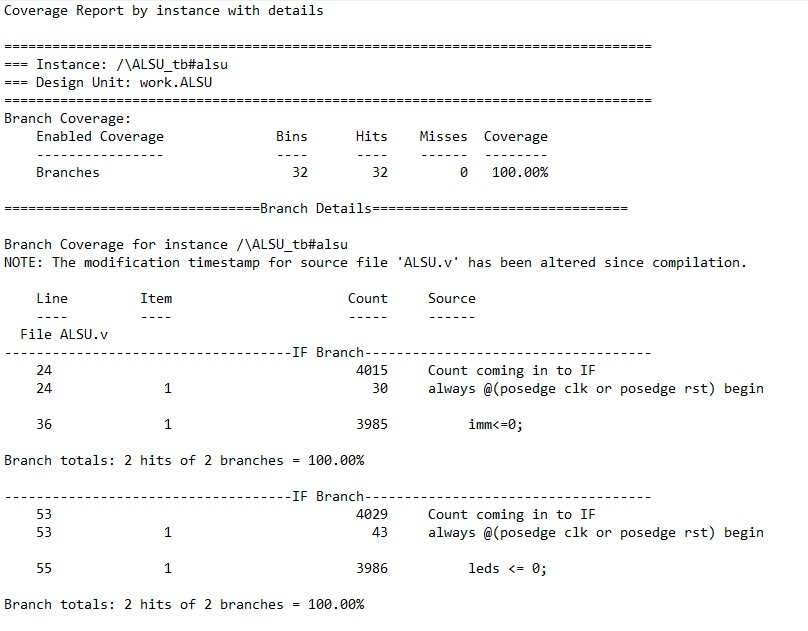 Coverage Report by instance with details
=================================================================================
=== Instance: /\ALSU_tb#alsu
=== Design Unit: work.ALSU
=================================================================================
Branch Coverage:
    Enabled Coverage              Bins      Hits    Misses  Coverage
    ----------------              ----      ----    ------  --------
    Branches                        32        32         0   100.00%
================================Branch Details================================
Branch Coverage for instance /\ALSU_tb#alsu
NOTE: The modification timestamp for source file 'ALSU.v' has been altered since compilation.
    Line         Item                      Count     Source
    ----         ----                      -----     ------
  File ALSU.v
------------------------------------IF Branch------------------------------------
    24                                      4015     Count coming in to IF
    24              1                         30     always @(posedge clk or posedge rst) begin
    36              1                       3985          imm<=0;
Branch totals: 2 hits of 2 branches = 100.00%
------------------------------------IF Branch------------------------------------
    53                                      4029     Count coming in to IF
    53              1                         43     always @(posedge clk or posedge rst) begin
    55              1                       3986          leds <= 0;
Branch totals: 2 hits of 2 branches = 100.00%